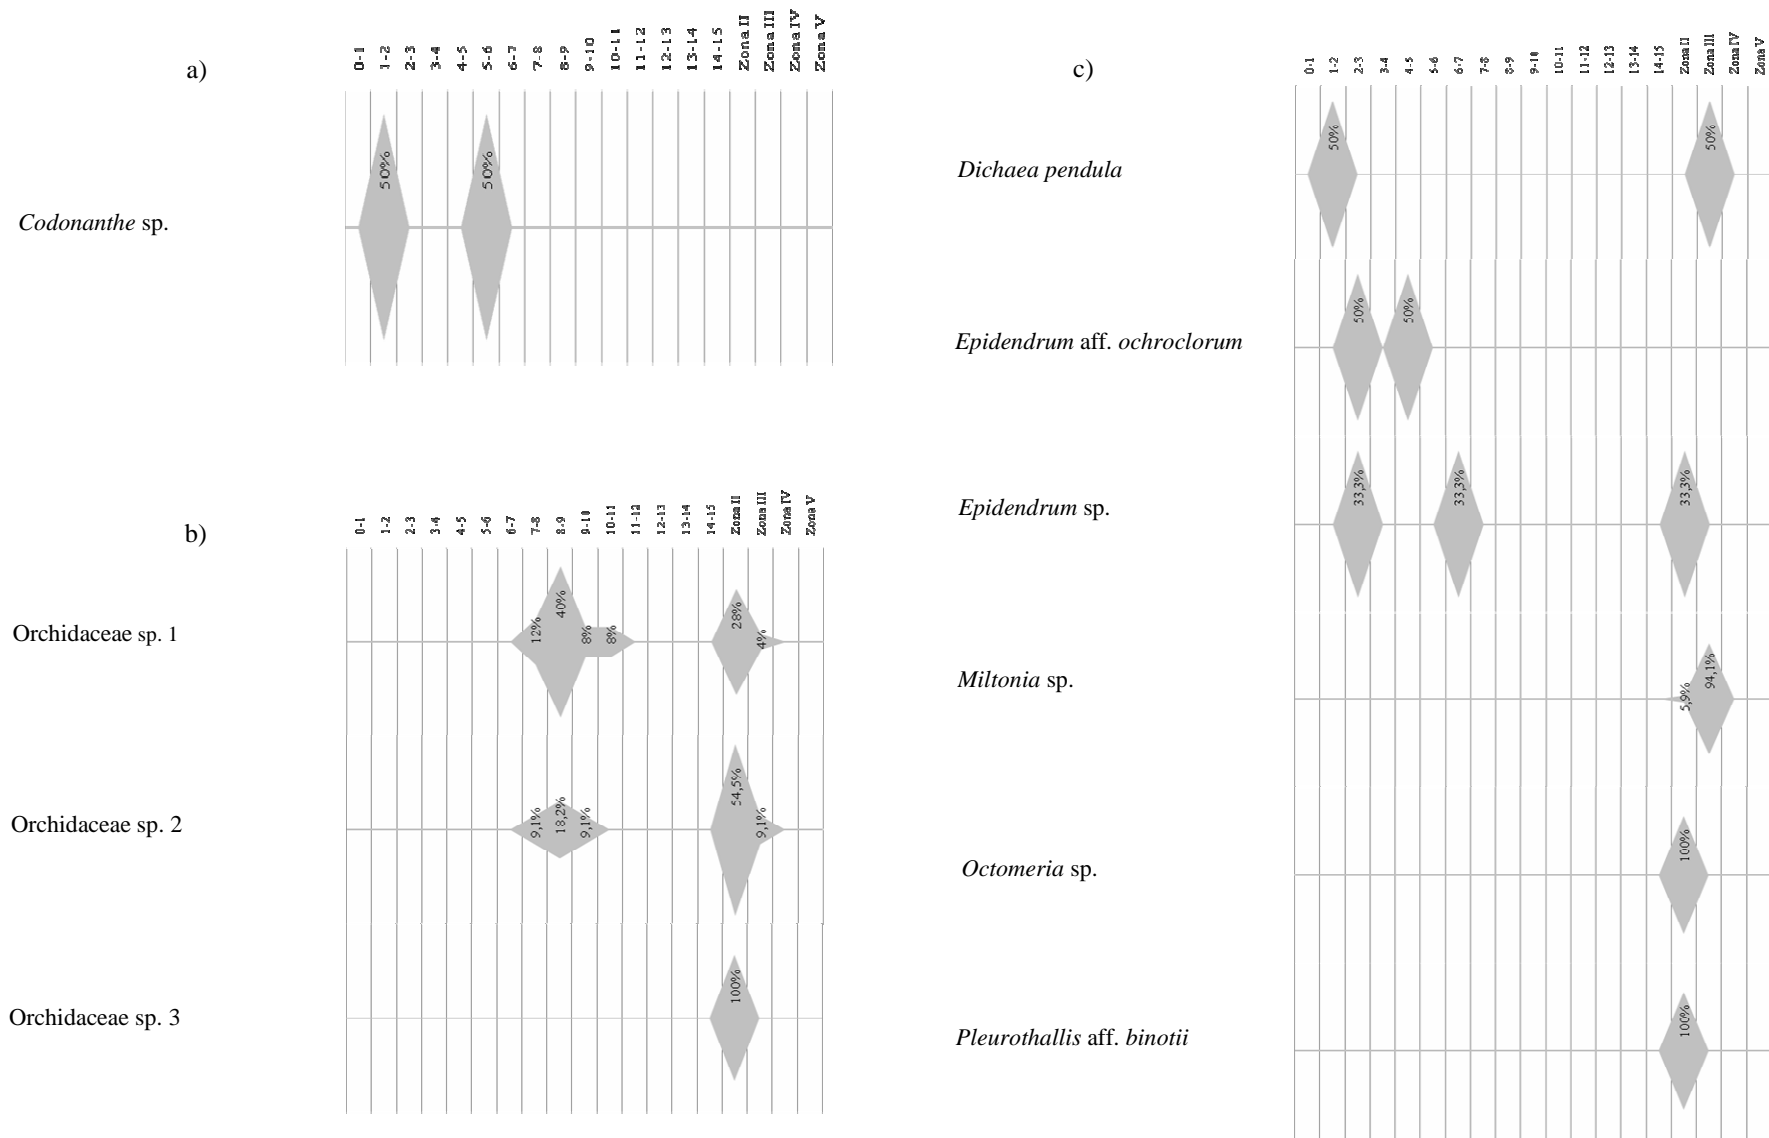 a)
0-1 1-2 2-3 3-4 4-5 5-6 6-7 7-8 8-9 9-10 10-11 11-12 12-13 13-14 14-15 Zona II Zona III Zona IV Zona V
Codonanthe sp.
50% 50%
b)
0-1 1-2 2-3 3-4 4-5 5-6 6-7 7-8 8-9 9-10 10-11 11-12 12-13 13-14 14-15 Zona II Zona III Zona IV Zona V
Orchidaceae sp. 1
12% 40% 8% 8% 28% 4%
Orchidaceae sp. 2
9,1% 18,2% 9,1% 54,5% 9,1%
Orchidaceae sp. 3
100%
c)
0-1 1-2 2-3 3-4 4-5 5-6 6-7 7-8 8-9 9-10 10-11 11-12 12-13 13-14 14-15 Zona II Zona III Zona IV Zona V
Dichaea pendula
50% 50%
Epidendrum aff. ochroclorum
50% 50%
Epidendrum sp.
33,3% 33,3% 33,3%
Miltonia sp.
5,9% 94,1%
Octomeria sp.
100%
Pleurothallis aff. binotii
100%